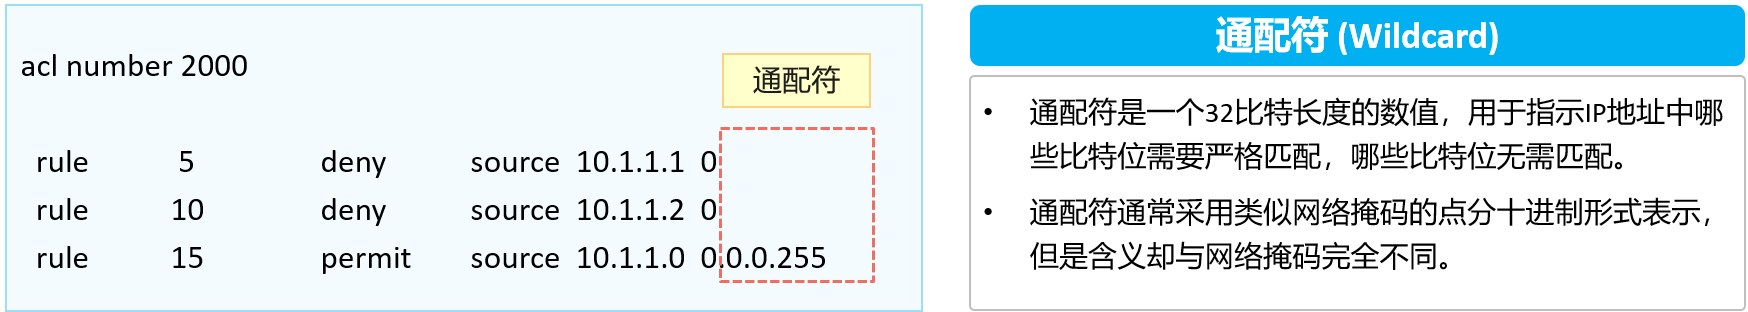 acl number 2000
通配符
rule 5 deny source 10.1.1.1 0
rule 10 deny source 10.1.1.2 0
rule 15 permit source 10.1.1.0 0.0.0.255
通配符 (Wildcard)
• 通配符是一个32比特长度的数值，用于指示IP地址中哪
些比特位需要严格匹配，哪些比特位无需匹配。
• 通配符通常采用类似网络掩码的点分十进制形式表示，
但是含义却与网络掩码完全不同。